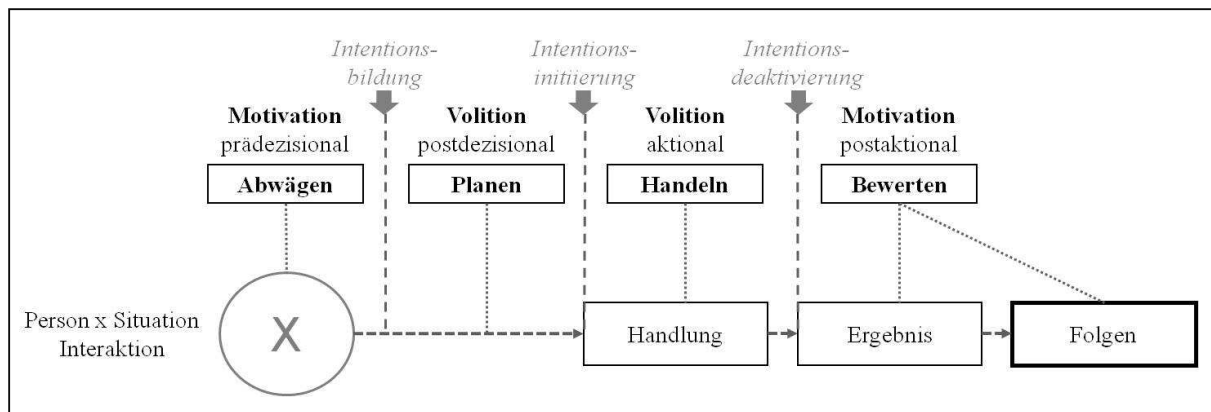 Intentions-
bildung
Intentions-
initiierung
Intentions-
deaktivierung
Motivation
prädezisional
Abwägen
Volition
postdezisional
Planen
Volition
aktional
Handeln
Motivation
postaktional
Bewerten
Person x Situation
Interaktion
X
Handlung
Ergebnis
Folgen